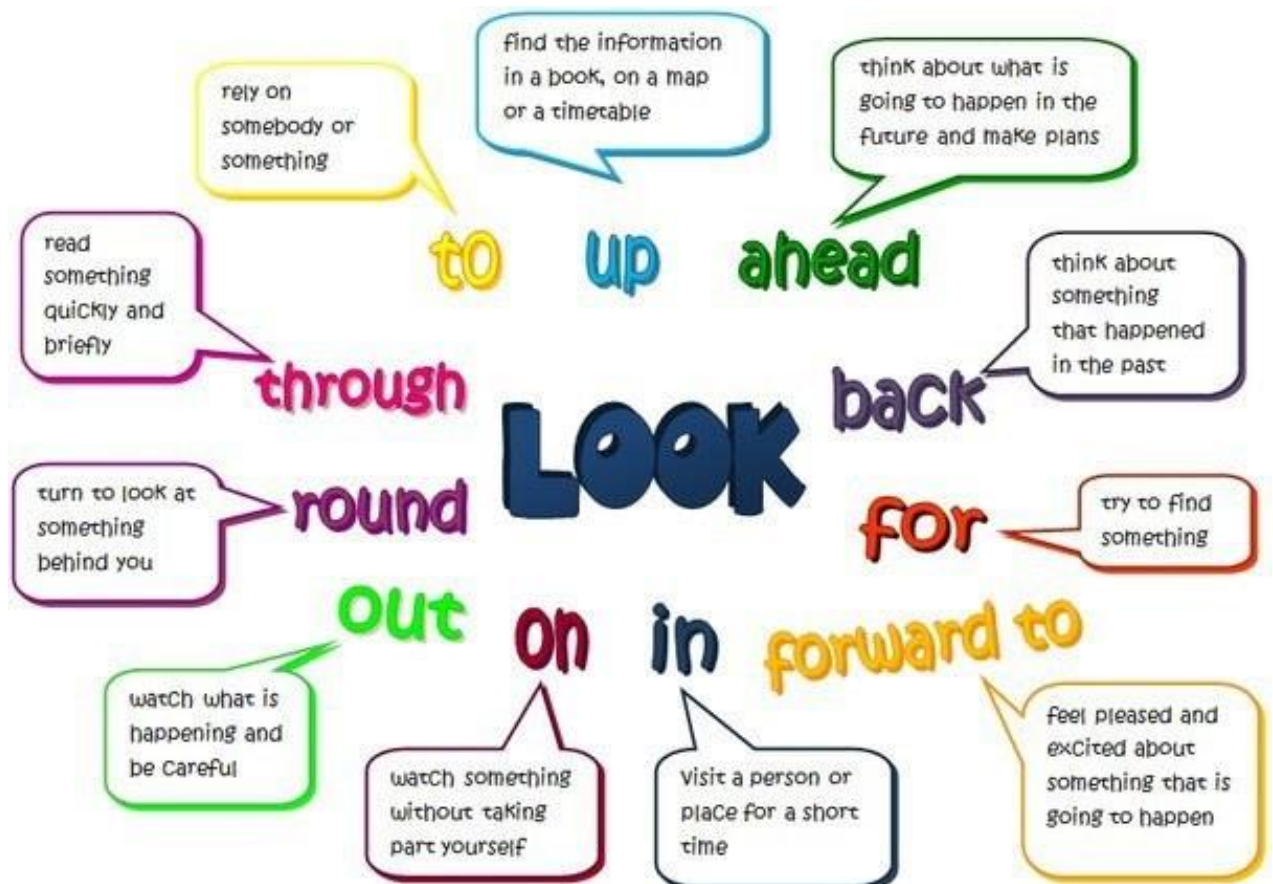 find the information
in a book, on a map
or a timetable
think about what is
going to happen in the
future and make plans
rely on
somebody or
something
to
up
ahead
read
something
quickly and
briefly
think about
something
that happened
in the past
through
LOOK
back
turn to look at
something
behind you
round
for
try to find
something
out
on
in
forward to
watch what is
happening and
be careful
watch something
without taking
part yourself
visit a person or
place for a short
time
feel pleased and
excited about
something that is
going to happen